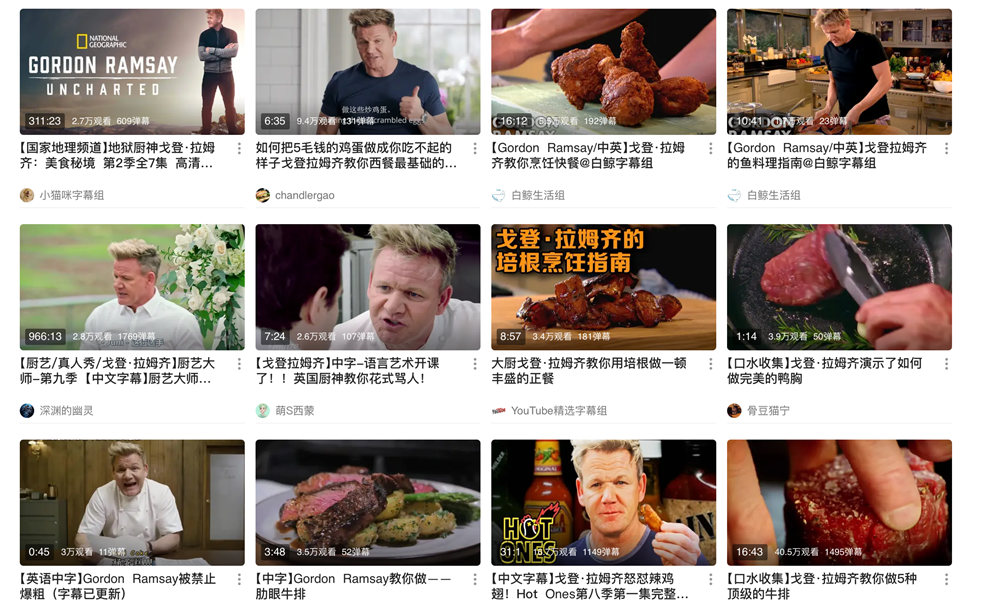 NATIONAL
GEOGRAPHIC
GORDON RAMSAY
UNCHARTED
311:23 2.7万观看 609弹幕
【国家地理频道】地狱厨神戈登·拉姆
齐：美食秘境 第2季全7集 高清...
小猫咪字幕组
做这些炒鸡蛋，
6:35 9.4万观看 131弹幕
scrambled eggs
如何把5毛钱的鸡蛋做成你吃不起的
样子戈登拉姆齐教你西餐最基础的...
chandlergao
GORDON
RAMSAY
16:12 192弹幕
【Gordon Ramsay/中英】戈登·拉姆
齐教你烹饪快餐@白鲸字幕组
白鲸生活组
GORDON
RAMSAY
10:41 23弹幕
【Gordon Ramsay/中英】戈登拉姆齐
的鱼料理指南@白鲸字幕组
白鲸生活组
966:13 2.8万观看 1769弹幕
【厨艺/真人秀/戈登·拉姆齐】厨艺大
师-第九季 【中文字幕】厨艺大师...
深渊的幽灵
7:24 2.6万观看 107弹幕
【戈登拉姆齐】中字-语言艺术开课
了！！英国厨神教你花式骂人！
萌S西蒙
戈登·拉姆齐的
培根烹饪指南
8:57 3.4万观看 181弹幕
大厨戈登·拉姆齐教你用培根做一顿
丰盛的正餐
YouTube精选字幕组
1:14 3.9万观看 50弹幕
【口水收集】戈登·拉姆齐演示了如何
做完美的鸭胸
骨豆猫宁
0:45 3万观看 11弹幕
【英语中字】Gordon Ramsay被禁止
爆粗（字幕已更新）
3:48 3.5万观看 52弹幕
【中字】Gordon Ramsay教你做——
肋眼牛排
ORIGINAL
HOT
ONES
1149弹幕
【中文字幕】戈登·拉姆齐怒怼辣鸡
翅！Hot Ones第八季第一集完整...
16:43 40.5万观看 1495弹幕
【口水收集】戈登·拉姆齐教你做5种
顶级的牛排